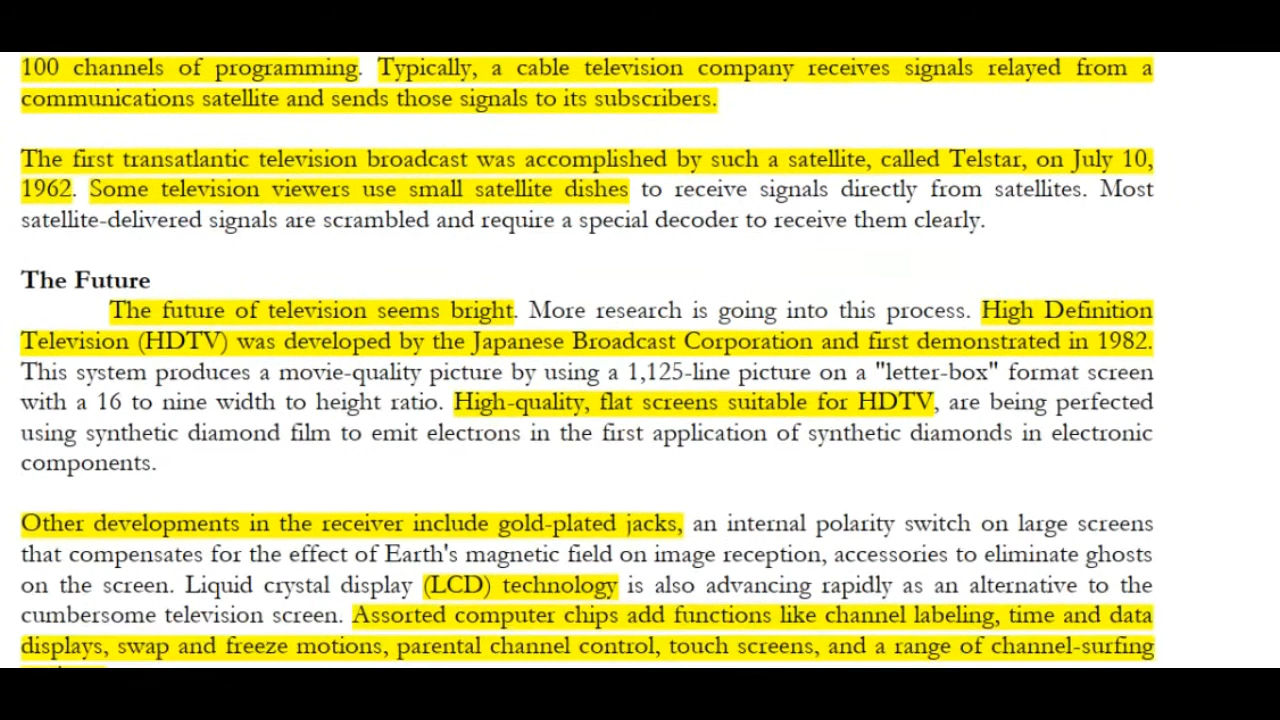 100 channels of programming. Typically, a cable television company receives signals relayed from a
communications satellite and sends those signals to its subscribers.
The first transatlantic television broadcast was accomplished by such a satellite, called Telstar, on July 10,
1962. Some television viewers use small satellite dishes to receive signals directly from satellites. Most
satellite-delivered signals are scrambled and require a special decoder to receive them clearly.
The Future
The future of television seems bright. More research is going into this process. High Definition
Television (HDTV) was developed by the Japanese Broadcast Corporation and first demonstrated in 1982.
This system produces a movie-quality picture by using a 1,125-line picture on a "letter-box" format screen
with a 16 to nine width to height ratio. High-quality, flat screens suitable for HDTV, are being perfected
using synthetic diamond film to emit electrons in the first application of synthetic diamonds in electronic
components.
Other developments in the receiver include gold-plated jacks, an internal polarity switch on large screens
that compensates for the effect of Earth's magnetic field on image reception, accessories to eliminate ghosts
on the screen. Liquid crystal display (LCD) technology is also advancing rapidly as an alternative to the
cumbersome television screen. Assorted computer chips add functions like channel labeling, time and data
displays, swap and freeze motions, parental channel control, touch screens, and a range of channel-surfing